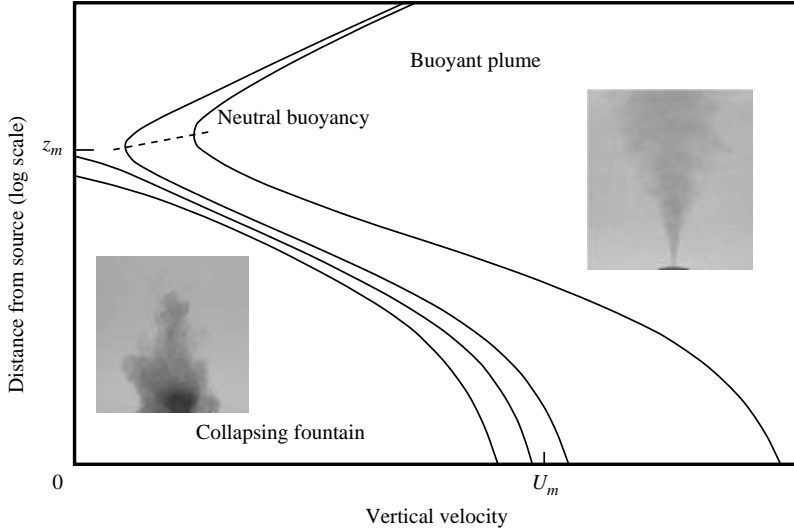 Buoyant plume
Neutral buoyancy
z_m
Distance from source (log scale)
Collapsing fountain
0
U_m
Vertical velocity